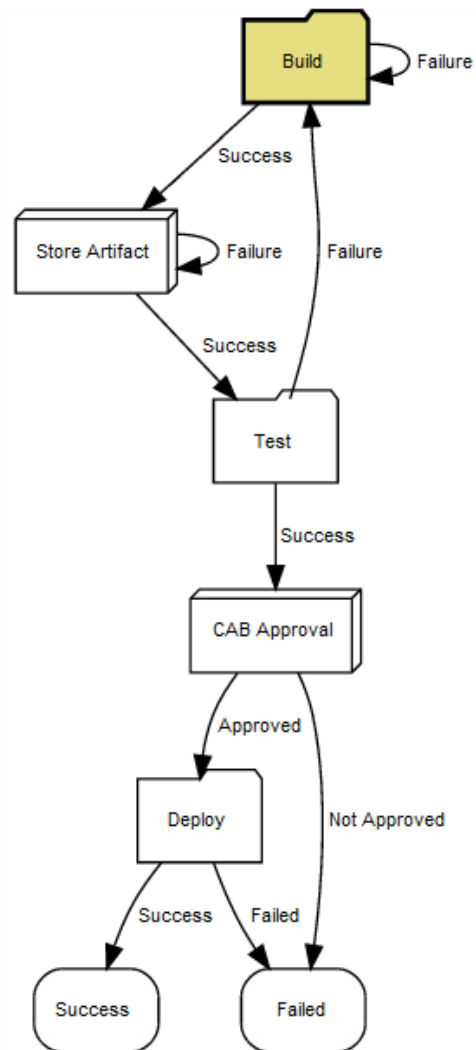 Build
Failure
Success
Store Artifact
Failure
Failure
Success
Test
Success
CAB Approval
Approved
Not Approved
Deploy
Success
Failed
Success
Failed